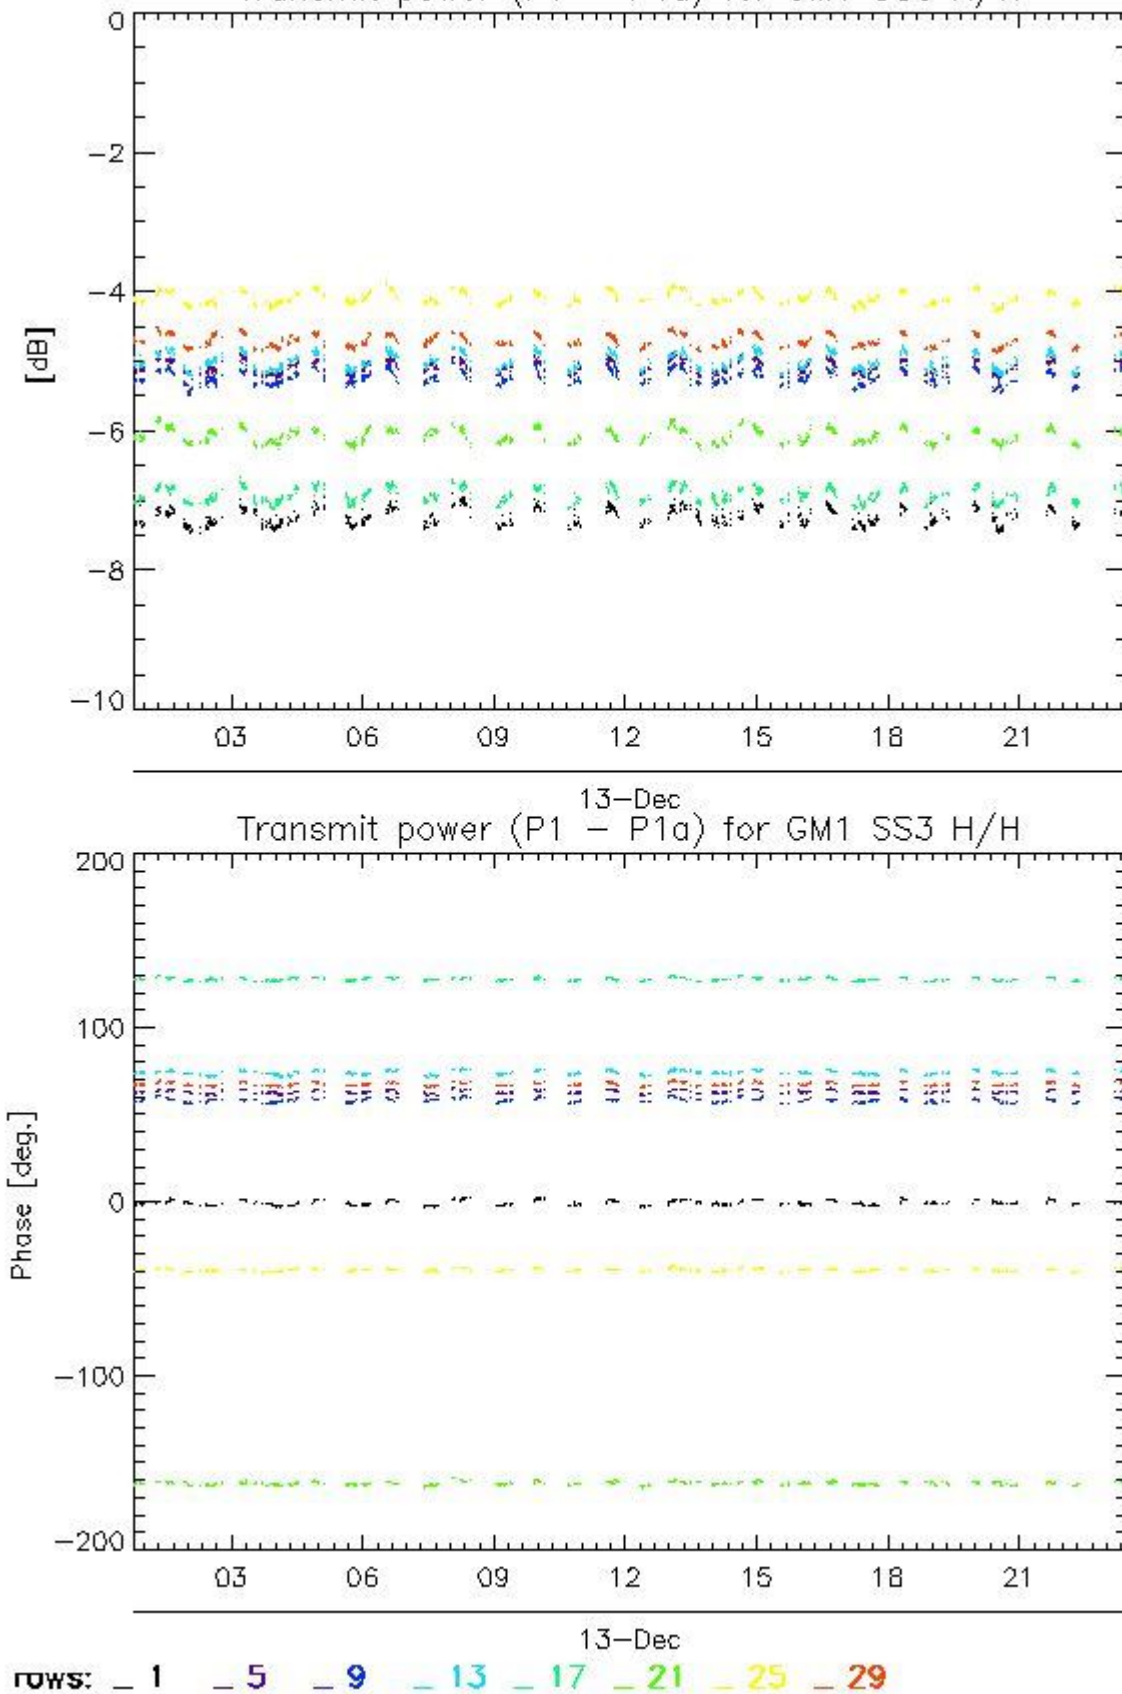 0
-2
-4
[dB]
-6
-8
-10
03 06 09 12 15 18 21
13-Dec
Transmit power (P1 - P1a) for GM1 SS3 H/H
200
100
Phase [deg.]
0
-100
-200
03 06 09 12 15 18 21
13-Dec
rows: _ 1 _ 5 _ 9 _ 13 _ 17 _ 21 _ 25 _ 29